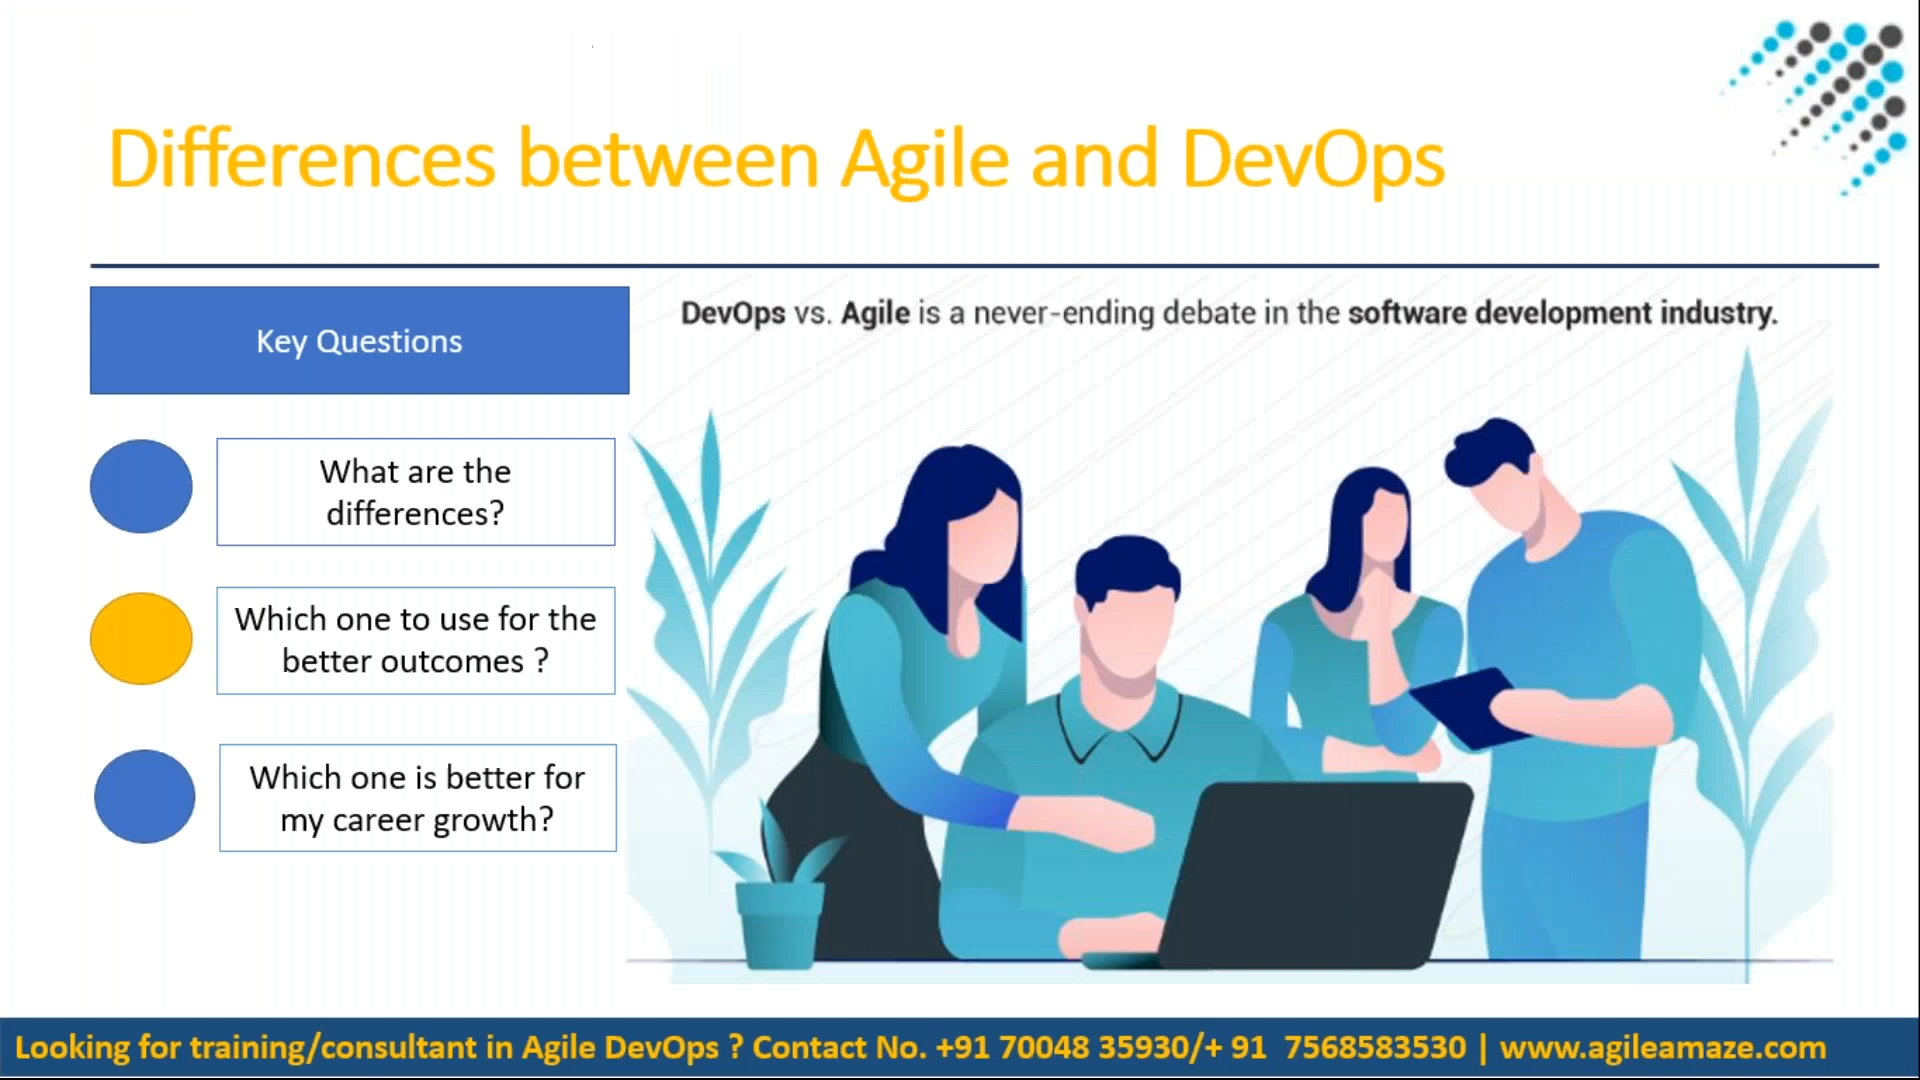 Differences between Agile and DevOps
Key Questions
What are the
differences?
Which one to use for the
better outcomes ?
Which one is better for
my career growth?
DevOps vs. Agile is a never-ending debate in the software development industry.
Looking for training/consultant in Agile DevOps ? Contact No. +91 70048 35930/+ 91  7568583530 | www.agileamaze.com